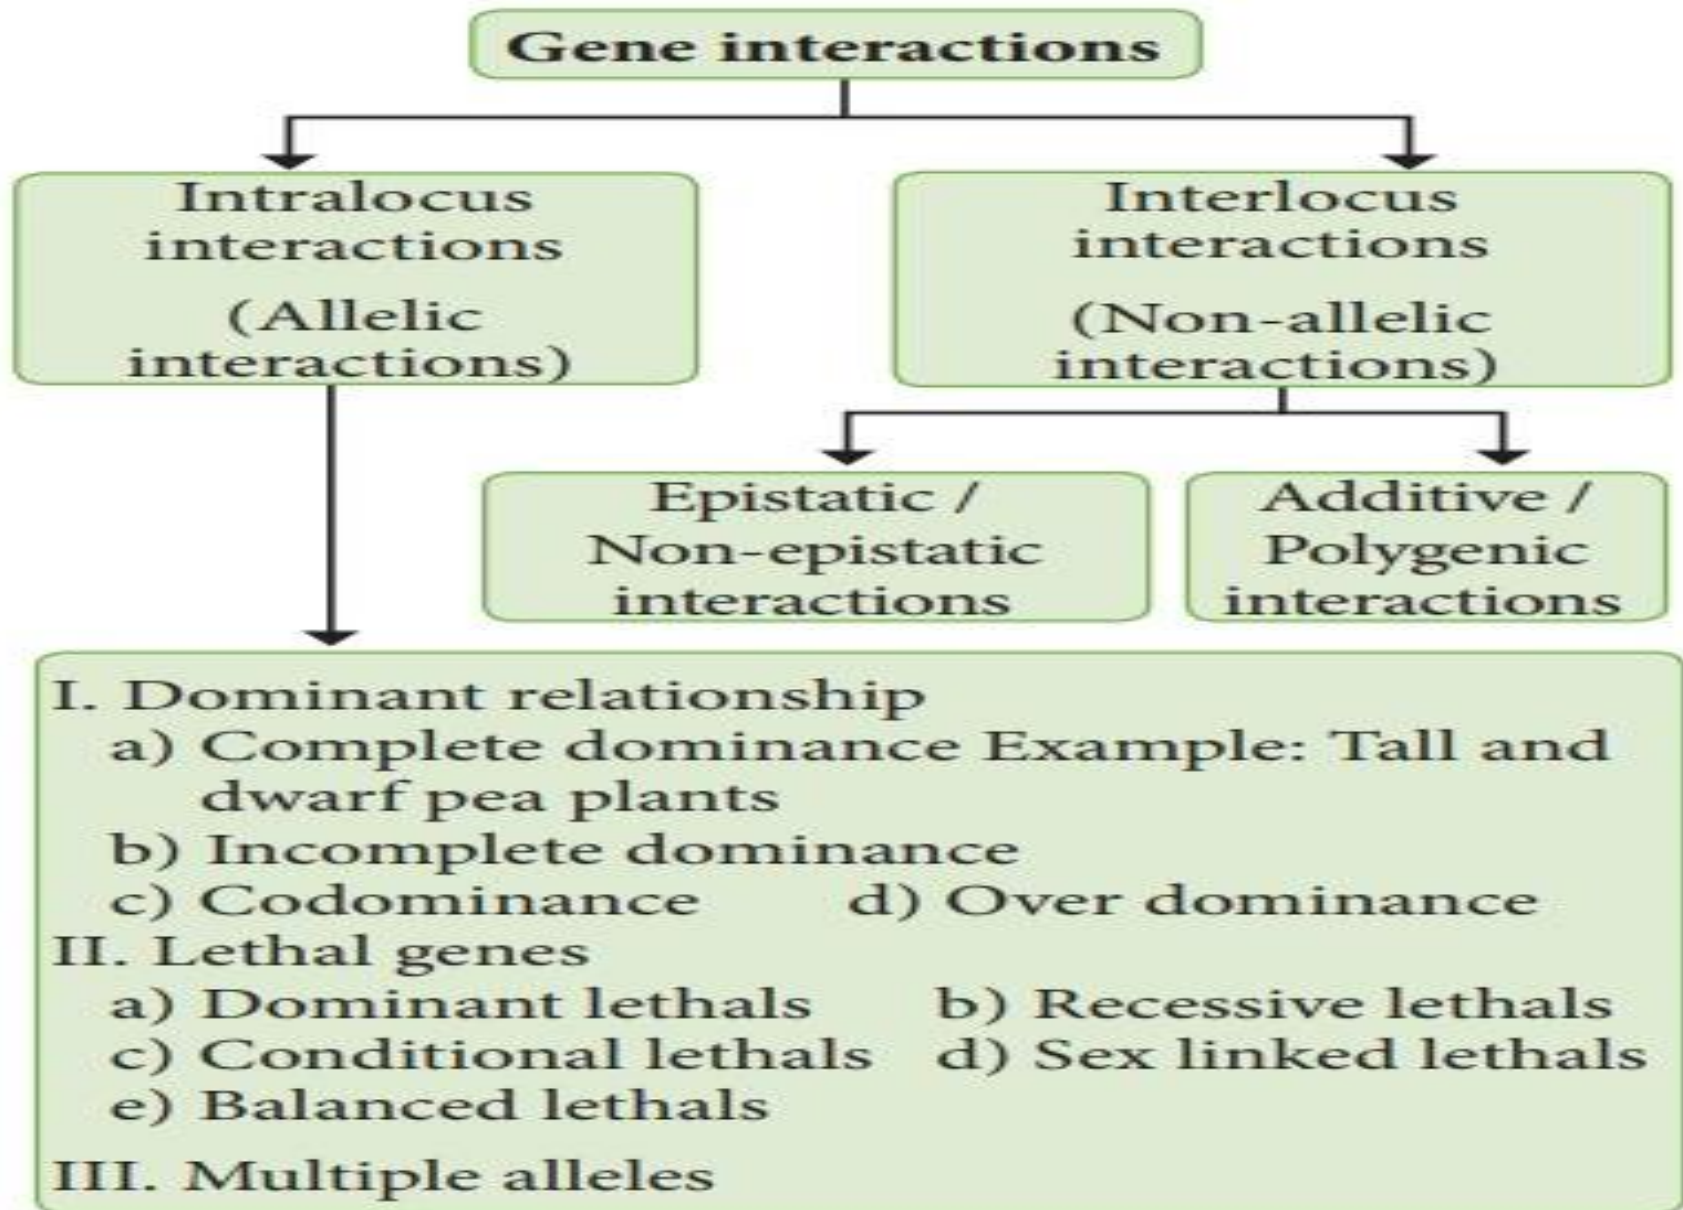 Gene interactions
Intralocus
interactions
(Allelic
interactions)
Interlocus
interactions
(Non-allelic
interactions)
Epistatic /
Non-epistatic
interactions
Additive /
Polygenic
interactions
I. Dominant relationship
a) Complete dominance Example: Tall and
dwarf pea plants
b) Incomplete dominance
c) Codominance d) Over dominance
II. Lethal genes
a) Dominant lethals b) Recessive lethals
c) Conditional lethals d) Sex linked lethals
e) Balanced lethals
III. Multiple alleles